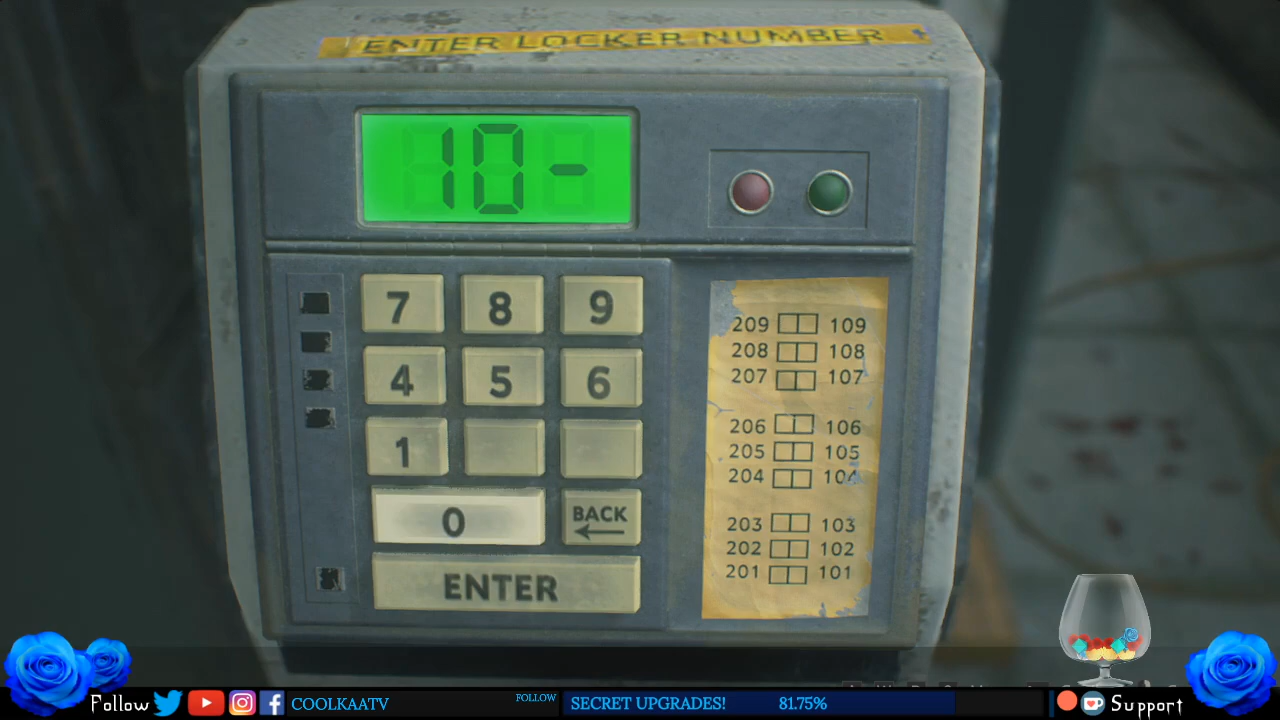 ENTER LOCKER NUMBER
10-
7 8 9
4 5 6
1
0 BACK
ENTER
209 109
208 108
207 107
206 106
205 105
204 104
203 103
202 102
201 101
Follow COOLKAATV FOLLOW SECRET UPGRADES! 81.75% Support